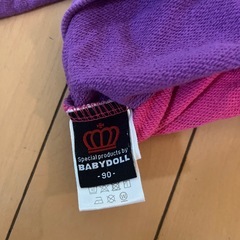 Special products by
BABYDOLL
-90-